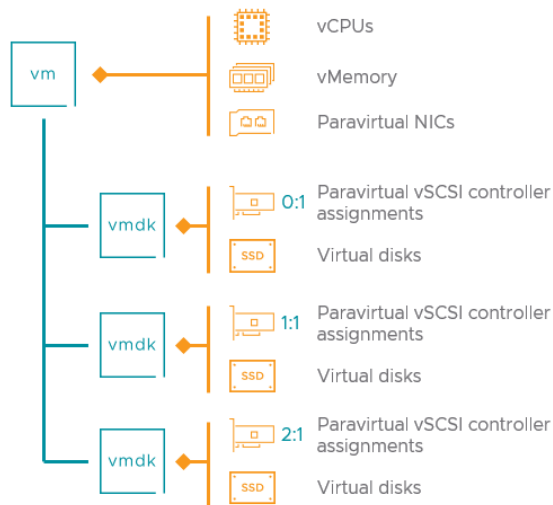 vm
vCPUs
vMemory
Paravirtual NICs
vmdk
0:1
Paravirtual vSCSI controller
assignments
SSD
Virtual disks
vmdk
1:1
Paravirtual vSCSI controller
assignments
SSD
Virtual disks
vmdk
2:1
Paravirtual vSCSI controller
assignments
SSD
Virtual disks